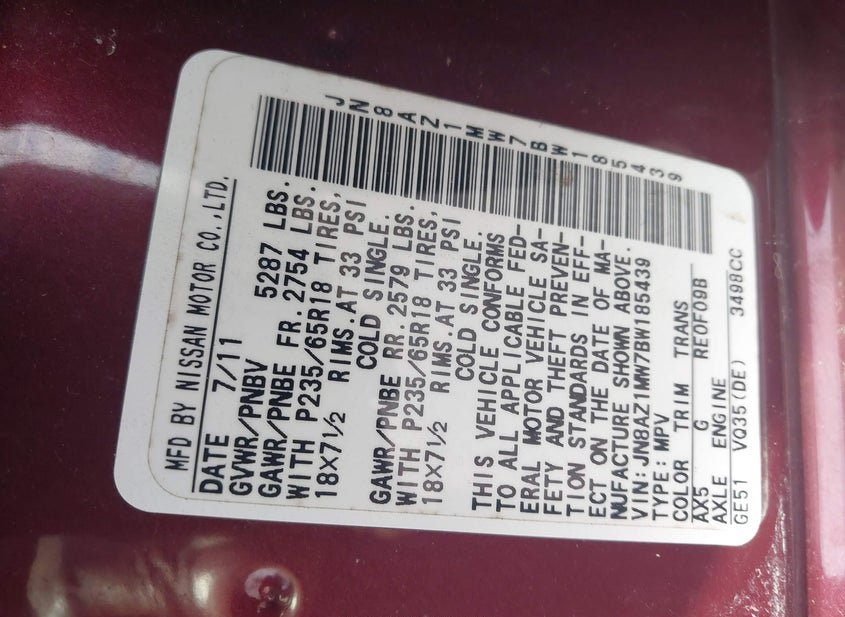 MFD BY NISSAN MOTOR CO.,LTD.
DATE 7/11
GVWR/PNBV 5287 LBS.
GAWR/PNBE FR.2754 LBS.
WITH P235/65R18 TIRES,
18X7½ RIMS.AT 33 PSI
COLD SINGLE.
GAWR/PNBE RR.2579 LBS.
WITH P235/65R18 TIRES,
18X7½ RIMS.AT 33 PSI
COLD SINGLE.
THIS VEHICLE CONFORMS
TO ALL APPLICABLE FED-
ERAL MOTOR VEHICLE SA-
FETY AND THEFT PREVEN-
TION STANDARDS IN EFF-
ECT ON THE DATE OF MA-
NUFACTURE SHOWN ABOVE.
VIN:JN8AZ1MW7BW185439
TYPE:MPV
COLOR TRIM TRANS
AX5 G RE0F09B
AXLE ENGINE
GE51 VQ35(DE) 3498CC
JN8AZ1MW7BW185439